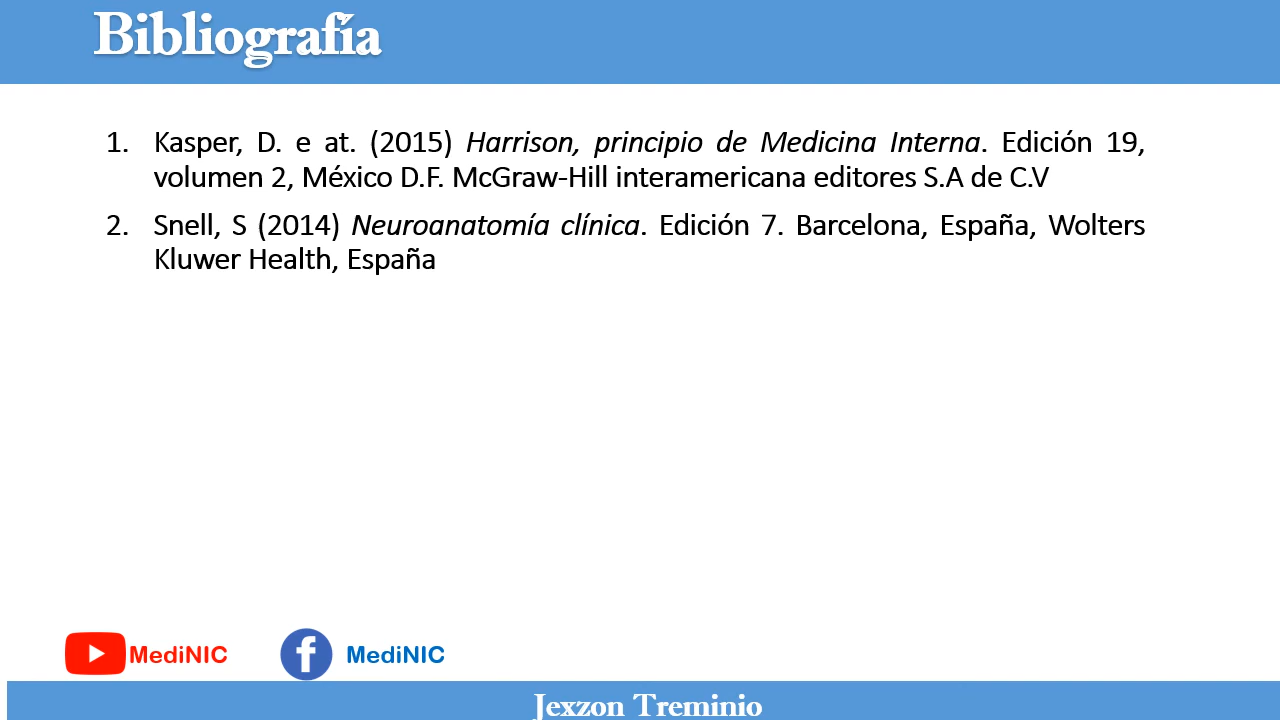 Bibliografía
1. Kasper, D. e at. (2015) Harrison, principio de Medicina Interna. Edición 19,
volumen 2, México D.F. McGraw-Hill interamericana editores S.A de C.V
2. Snell, S (2014) Neuroanatomía clínica. Edición 7. Barcelona, España, Wolters
Kluwer Health, España
MediNIC f MediNIC
Jexzon Treminio